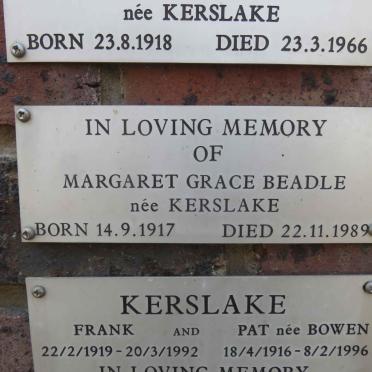 née KERSLAKE
BORN 23.8.1918 DIED 23.3.1966
IN LOVING MEMORY
OF
MARGARET GRACE BEADLE
née KERSLAKE
BORN 14.9.1917 DIED 22.11.1989
KERSLAKE
FRANK AND PAT née BOWEN
22/2/1919-20/3/1992 18/4/1916-8/2/1996
IN LOVING MEMORY